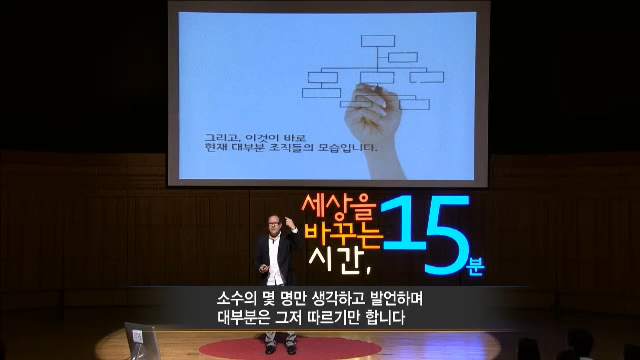 그리고, 이것이 바로
현재 대부분 조직들의 모습입니다.
세상을
바꾸는
시간,
15분
소수의 몇 명만 생각하고 발언하며
대부분은 그저 따르기만 합니다